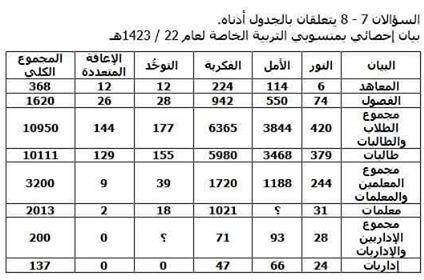 السؤالان 7 - 8 يتعلقان بالجدول أدناه.
بيان إحصائي بمنسوبي التربية الخاصة لعام 22 / 1423هـ
البيان النور الأمل الفكرية التوحُّد الإعاقة المتعددة المجموع الكلي
المعاهد 6 114 224 12 12 368
الفصول 74 550 942 28 26 1620
مجموع الطلاب والطالبات 420 3844 6365 177 144 10950
طالبات 379 3468 5980 155 129 10111
مجموع المعلمين والمعلمات 244 1188 1720 39 9 3200
معلمات 31 ؟ 1021 18 2 2013
مجموع الإداريين والإداريات 28 93 71 ؟ 0 200
إداريات 24 66 47 0 0 137